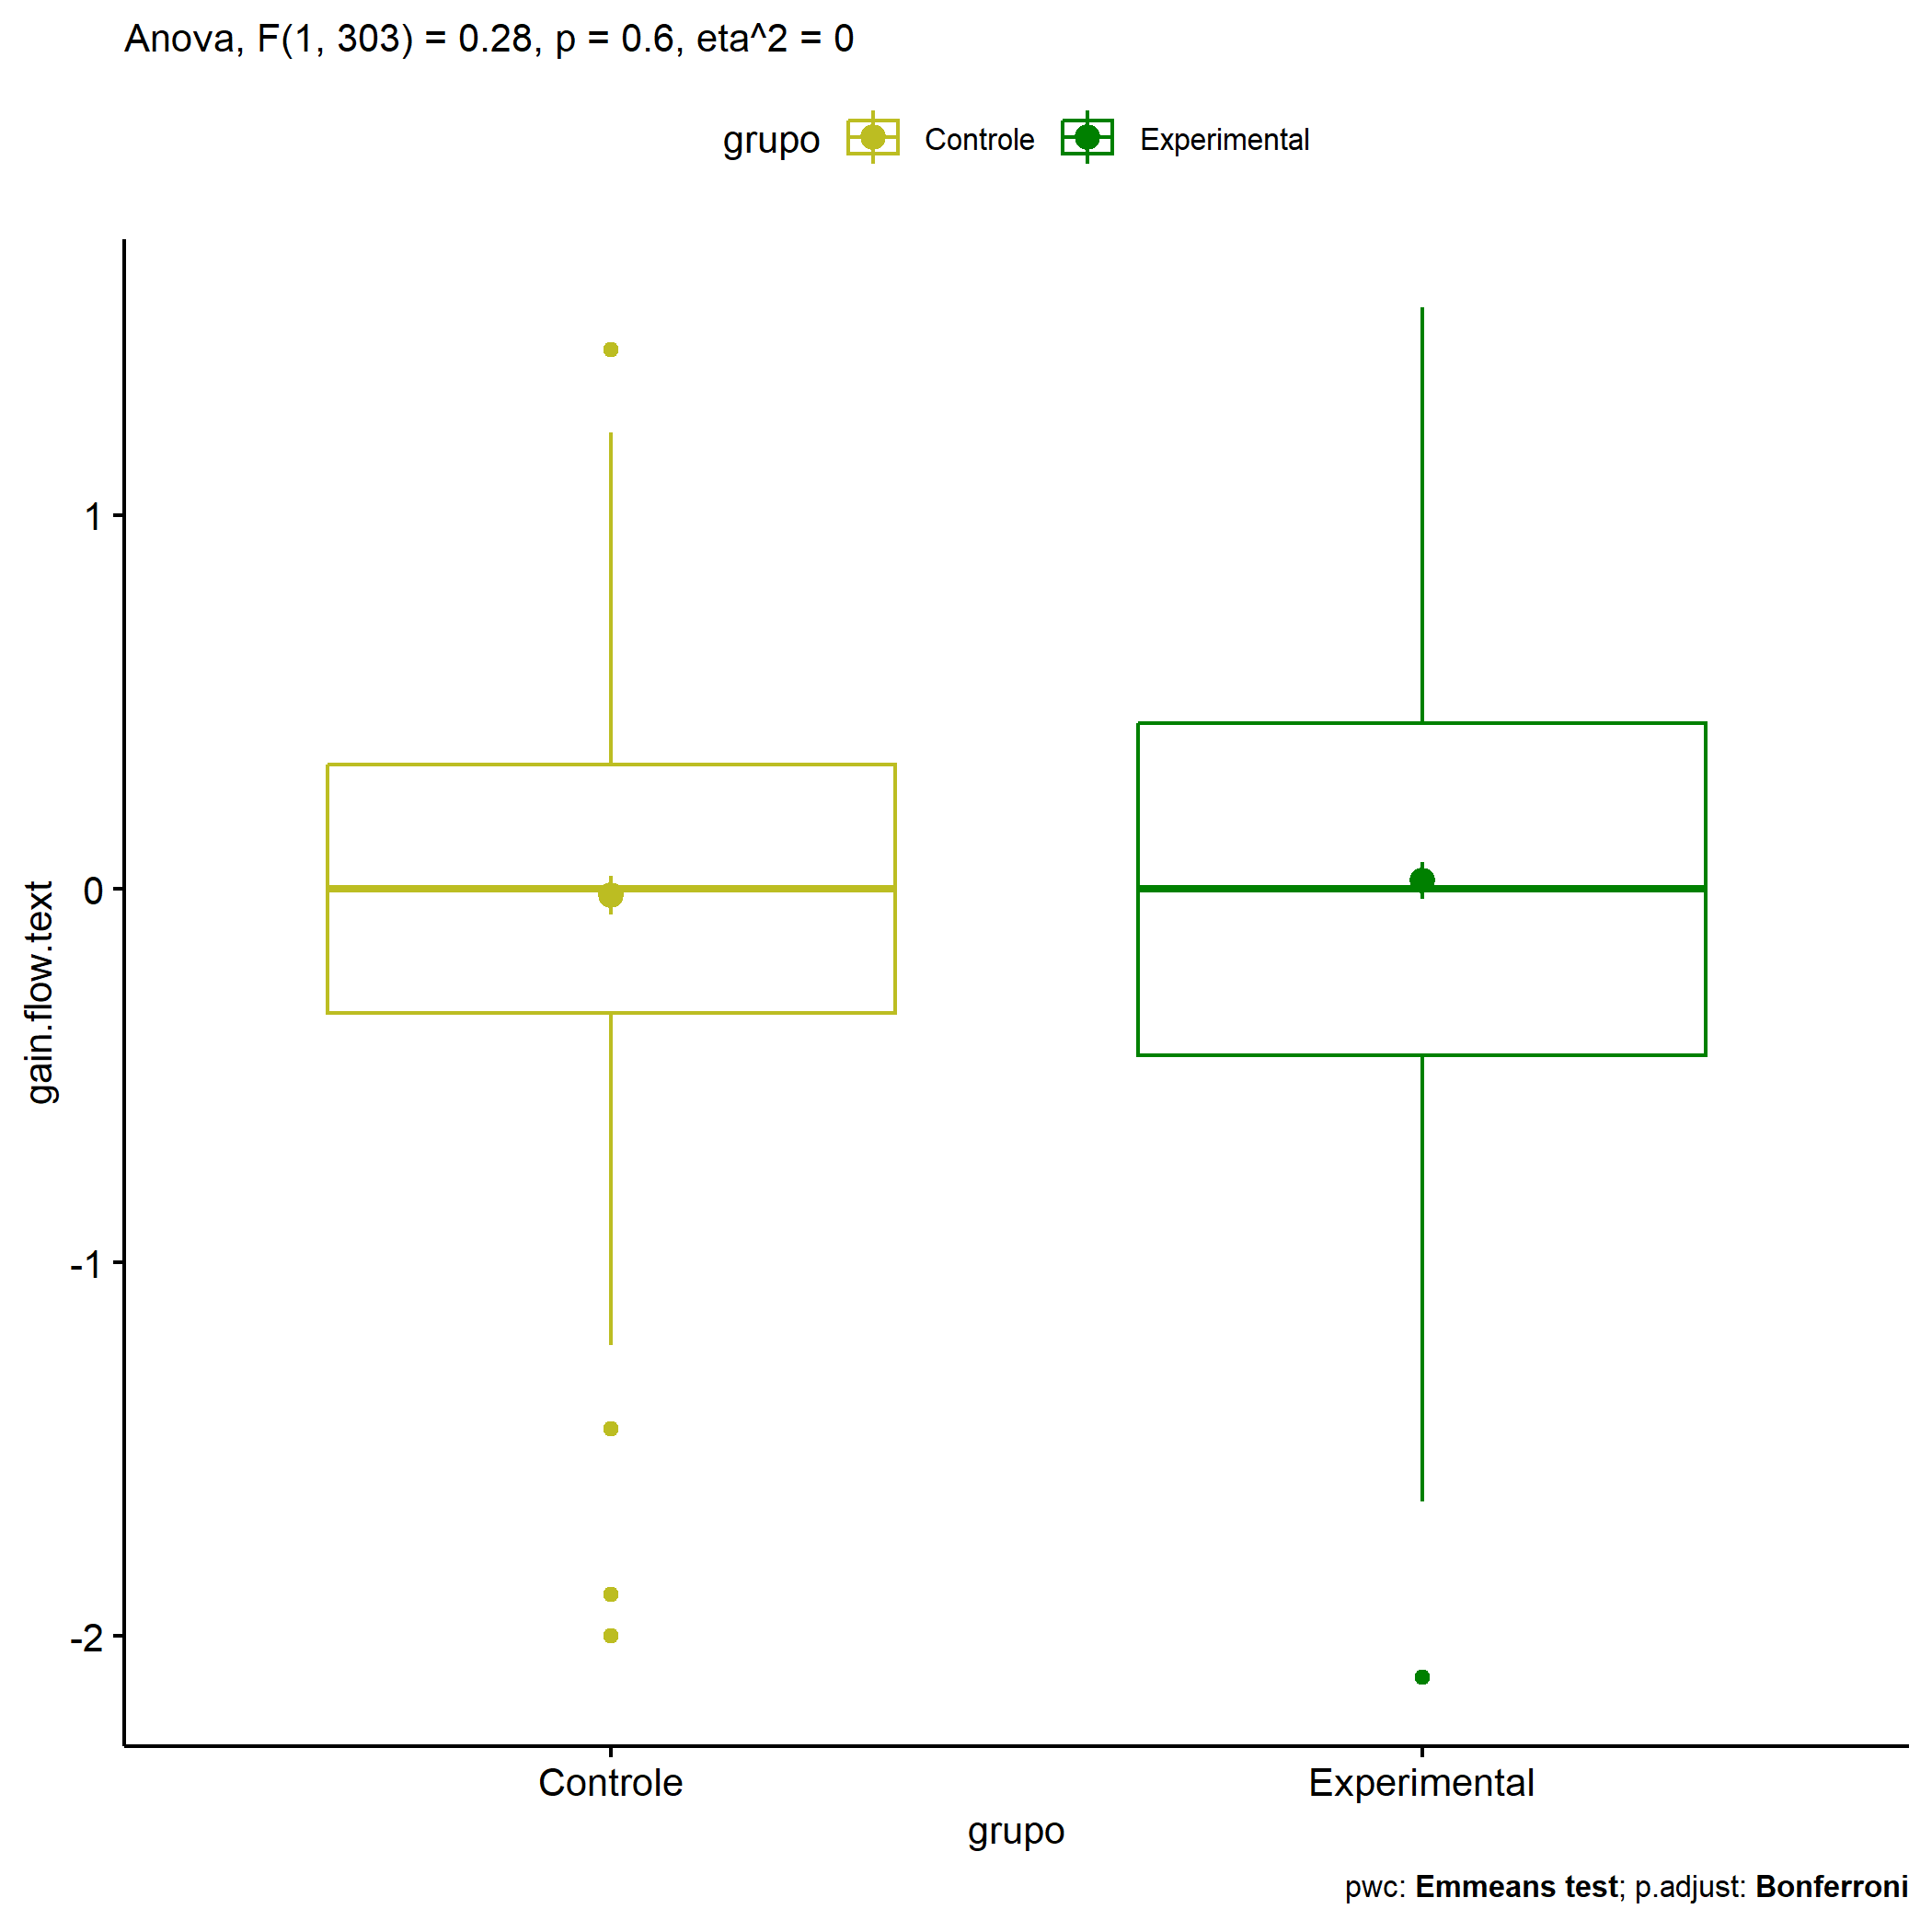 Anova, F(1, 303) = 0.28, p = 0.6, eta^2 = 0
grupo Controle Experimental
gain.flow.text
1
0
-1
-2
Controle Experimental
grupo
pwc: Emmeans test; p.adjust: Bonferroni